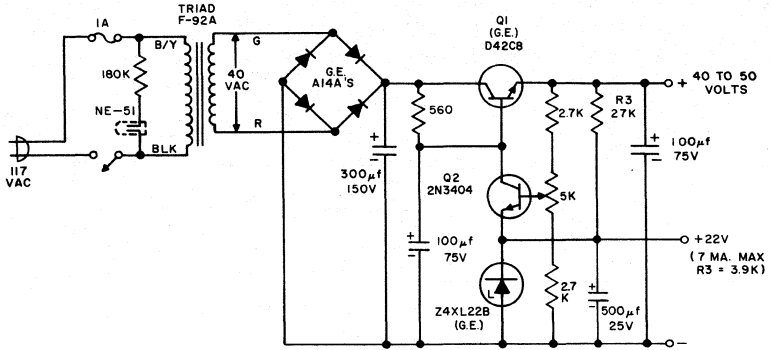 TRIAD
F-92A
1A
B/Y
G
180K
40
VAC
G.E.
A14A'S
NE-51
R
BLK
117
VAC
Q1
(G.E.)
D42C8
+ 40 TO 50
VOLTS
560
2.7K
R3
27K
+
-
100µf
75V
+
-
300µf
150V
Q2
2N3404
5K
+
-
100µf
75V
+22V
(7 MA. MAX
R3 = 3.9K)
L
Z4XL22B
(G.E.)
2.7
K
+
-
500µf
25V
-